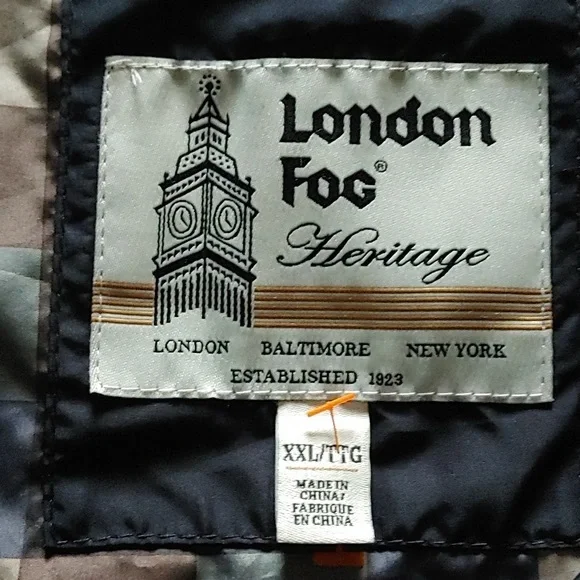 London
Fog®
Heritage
LONDON BALTIMORE NEW YORK
ESTABLISHED 1923
XXL/TTG
MADE IN
CHINA/
FABRIQUE
EN CHINA